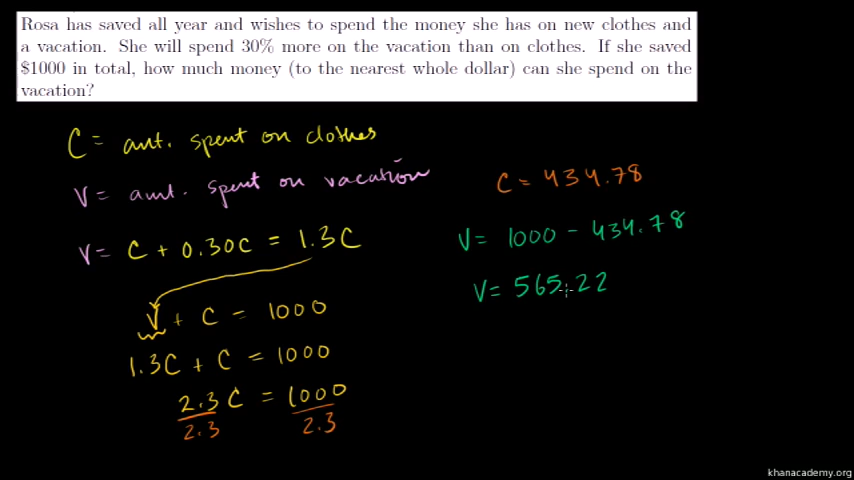 Rosa has saved all year and wishes to spend the money she has on new clothes and
a vacation. She will spend 30% more on the vacation than on clothes. If she saved
$1000 in total, how much money (to the nearest whole dollar) can she spend on the
vacation?
C = amt. spent on clothes
V = amt. spent on vacation
V = C + 0.30C = 1.3C
V + C = 1000
1.3C + C = 1000
2.3C = 1000
2.3 2.3
C = 434.78
V = 1000 - 434.78
V = 565.22
khanacademy.org